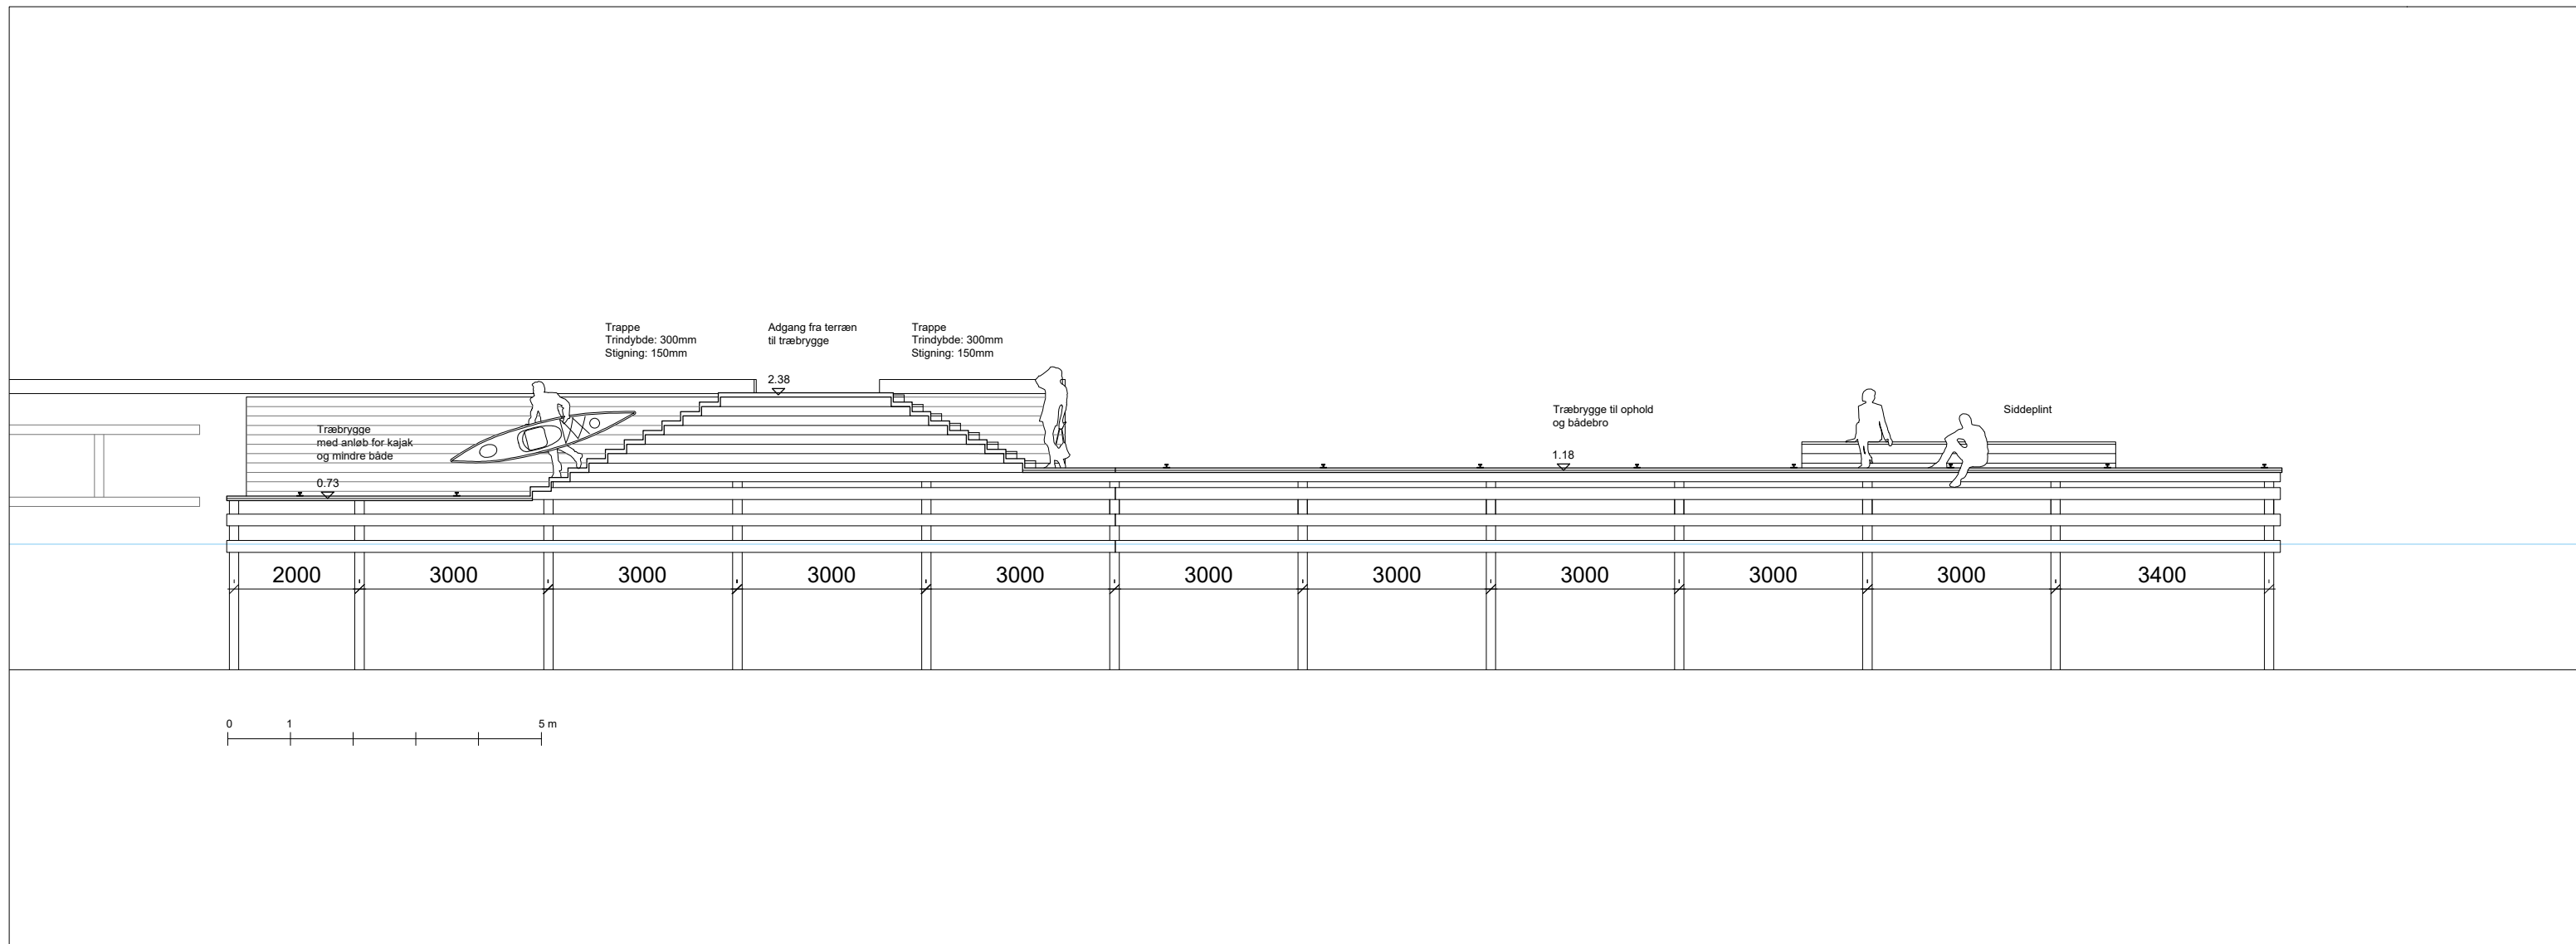 Trappe
Trindybde: 300mm
Stigning: 150mm
Adgang fra terræn
til træbrygge
Trappe
Trindybde: 300mm
Stigning: 150mm
2.38
Træbrygge
med anløb for kajak
og mindre både
0.73
Træbrygge til ophold
og bådebro
1.18
Siddeplint
2000 3000 3000 3000 3000 3000 3000 3000 3000 3000 3400
0 1 5 m